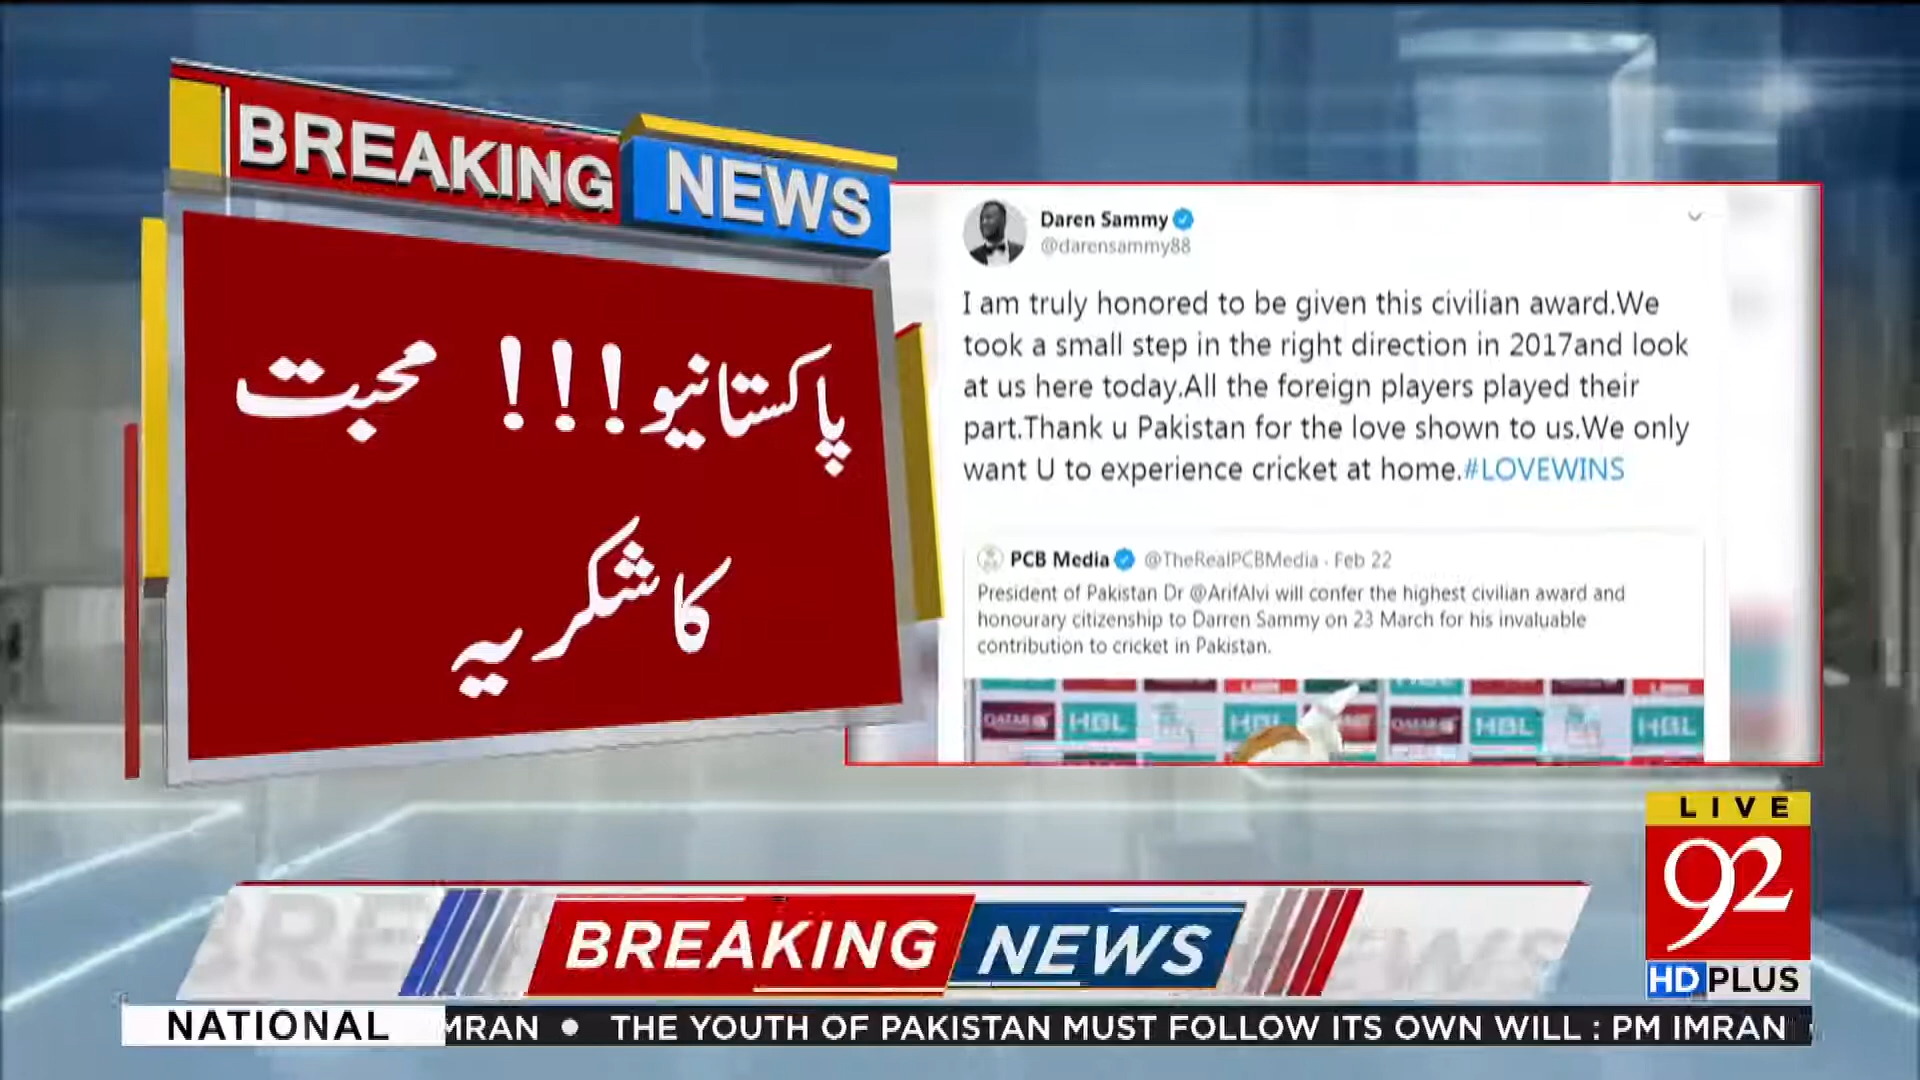 BREAKING NEWS
پاکستانیو!!! محبت
کا شکریہ
Daren Sammy
@darensammy88
I am truly honored to be given this civilian award.We
took a small step in the right direction in 2017and look
at us here today.All the foreign players played their
part.Thank u Pakistan for the love shown to us.We only
want U to experience cricket at home.#LOVEWINS
PCB Media @TheRealPCBMedia · Feb 22
President of Pakistan Dr @ArifAlvi will confer the highest civilian award and
honourary citizenship to Darren Sammy on 23 March for his invaluable
contribution to cricket in Pakistan.
QATAR HBL HBL QATAR HBL HBL
LIVE
92
HD PLUS
BREAKING NEWS
NATIONAL MRAN • THE YOUTH OF PAKISTAN MUST FOLLOW ITS OWN WILL : PM IMRAN